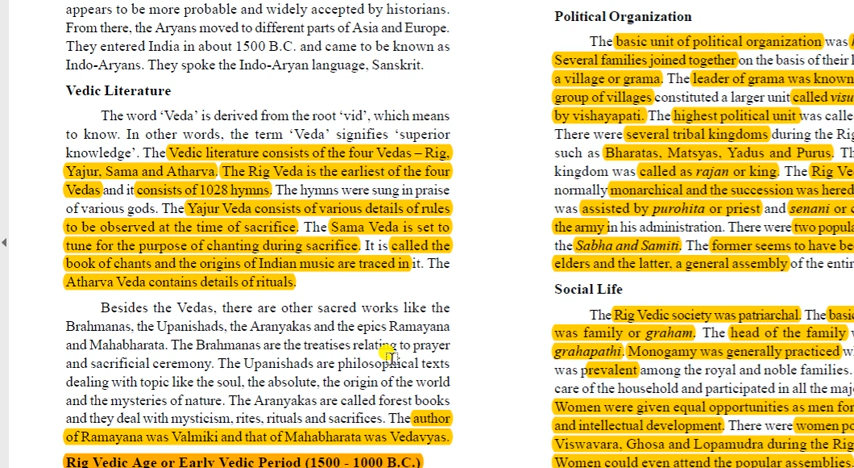 appears to be more probable and widely accepted by historians.
From there, the Aryans moved to different parts of Asia and Europe.
They entered India in about 1500 B.C. and came to be known as
Indo-Aryans. They spoke the Indo-Aryan language, Sanskrit.
Vedic Literature
The word ‘Veda’ is derived from the root ‘vid’, which means
to know. In other words, the term ‘Veda’ signifies ‘superior
knowledge’. The Vedic literature consists of the four Vedas – Rig,
Yajur, Sama and Atharva. The Rig Veda is the earliest of the four
Vedas and it consists of 1028 hymns. The hymns were sung in praise
of various gods. The Yajur Veda consists of various details of rules
to be observed at the time of sacrifice. The Sama Veda is set to
tune for the purpose of chanting during sacrifice. It is called the
book of chants and the origins of Indian music are traced in it. The
Atharva Veda contains details of rituals.
Besides the Vedas, there are other sacred works like the
Brahmanas, the Upanishads, the Aranyakas and the epics Ramayana
and Mahabharata. The Brahmanas are the treatises relating to prayer
and sacrificial ceremony. The Upanishads are philosophical texts
dealing with topic like the soul, the absolute, the origin of the world
and the mysteries of nature. The Aranyakas are called forest books
and they deal with mysticism, rites, rituals and sacrifices. The author
of Ramayana was Valmiki and that of Mahabharata was Vedavyas.
Rig Vedic Age or Early Vedic Period (1500 - 1000 B.C.)
Political Organization
The basic unit of political organization was
Several families joined together on the basis of their
a village or grama. The leader of grama was known
group of villages constituted a larger unit called visu
by vishayapati. The highest political unit was calle
There were several tribal kingdoms during the Rig
such as Bharatas, Matsyas, Yadus and Purus. Th
kingdom was called as rajan or king. The Rig Ve
normally monarchical and the succession was hered
was assisted by purohita or priest and senani or c
the army in his administration. There were two popula
the Sabha and Samiti. The former seems to have be
elders and the latter, a general assembly of the entir
Social Life
The Rig Vedic society was patriarchal. The basic
was family or graham. The head of the family
grahapathi. Monogamy was generally practiced w
was prevalent among the royal and noble families.
care of the household and participated in all the majo
Women were given equal opportunities as men for
and intellectual development. There were women po
Viswavara, Ghosa and Lopamudra during the Rig
Women could even attend the popular assemblies.